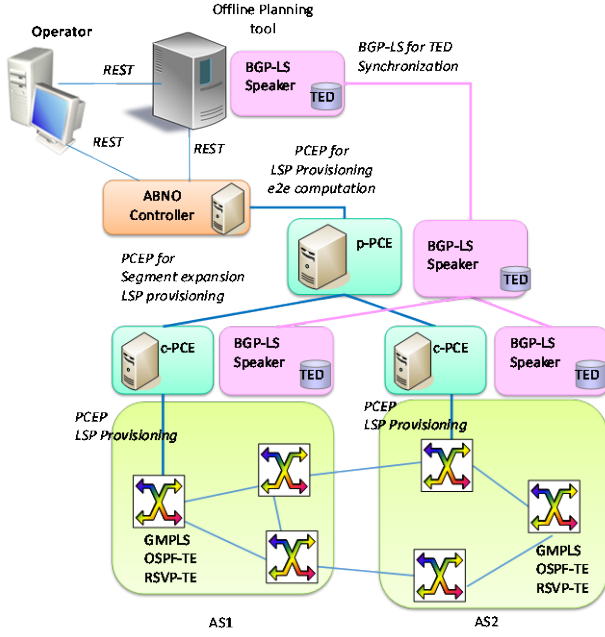 Offline Planning
tool
Operator
BGP-LS for TED
Synchronization
REST
BGP-LS
Speaker
TED
REST
REST
PCEP for
LSP Provisioning
e2e computation
ABNO
Controller
p-PCE
BGP-LS
Speaker
TED
PCEP for
Segment expansion
LSP provisioning
c-PCE
BGP-LS
Speaker
TED
c-PCE
BGP-LS
Speaker
TED
PCEP
LSP Provisioning
PCEP
LSP Provisioning
GMPLS
OSPF-TE
RSVP-TE
GMPLS
OSPF-TE
RSVP-TE
AS1
AS2